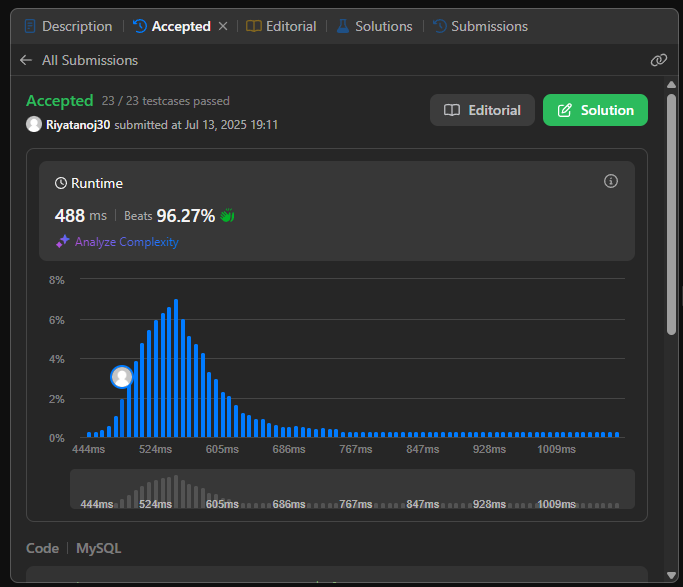 Description Accepted Editorial Solutions Submissions
All Submissions
Accepted 23 / 23 testcases passed
Riyatanoj30 submitted at Jul 13, 2025 19:11
Editorial Solution
Runtime
488 ms Beats 96.27%
Analyze Complexity
8%
6%
4%
2%
0%
444ms 524ms 605ms 686ms 767ms 847ms 928ms 1009ms
444ms 524ms 605ms 686ms 767ms 847ms 928ms 1009ms
Code MySQL